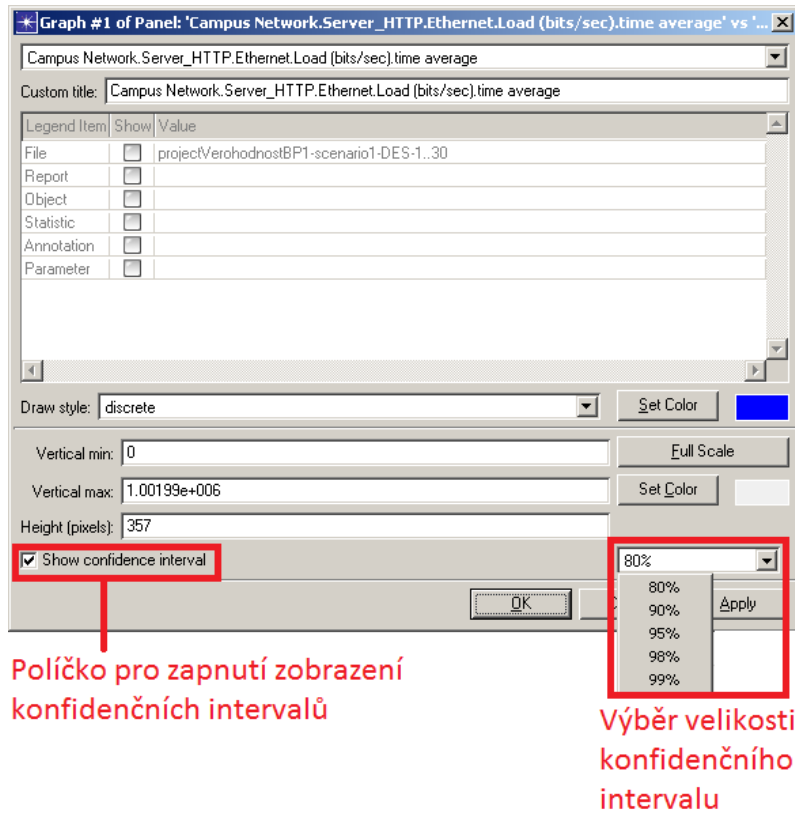 Graph #1 of Panel: 'Campus Network.Server_HTTP.Ethernet.Load (bits/sec).time average' vs '...
Campus Network.Server_HTTP.Ethernet.Load (bits/sec).time average
Custom title: Campus Network.Server_HTTP.Ethernet.Load (bits/sec).time average
Legend Item Show Value
File projectVerohodnostBP1-scenario1-DES-1..30
Report
Object
Statistic
Annotation
Parameter
Draw style: discrete Set Color
Vertical min: 0 Full Scale
Vertical max: 1.00199e+006 Set Color
Height (pixels): 357
Show confidence interval 80%
OK Apply
80%
90%
95%
98%
99%
Políčko pro zapnutí zobrazení
konfidenčních intervalů
Výběr velikosti
konfidenčního
intervalu